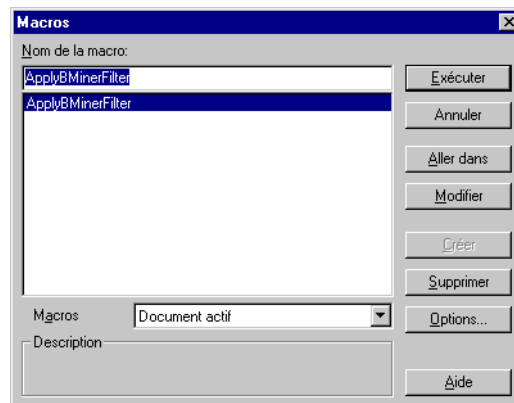 Macros
Nom de la macro:
ApplyBMinerFilter
ApplyBMinerFilter
Exécuter
Annuler
Aller dans
Modifier
Créer
Supprimer
Options...
Macros
Document actif
Description
Aide